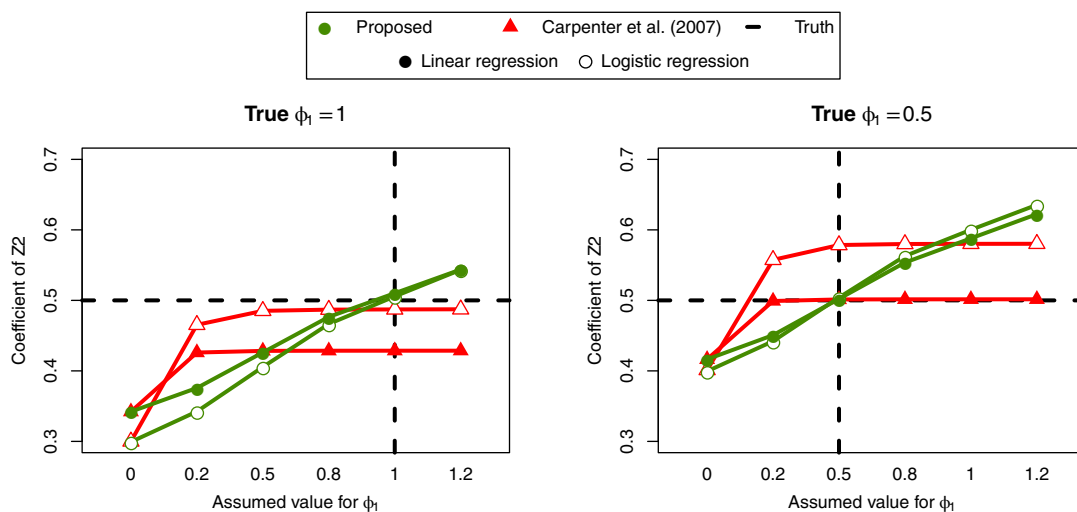 Proposed Carpenter et al. (2007) Truth
Linear regression Logistic regression
True ϕ₁ = 1
Coefficient of Z2
0.7
0.6
0.5
0.4
0.3
0 0.2 0.5 0.8 1 1.2
Assumed value for ϕ₁
True ϕ₁ = 0.5
Coefficient of Z2
0.7
0.6
0.5
0.4
0.3
0 0.2 0.5 0.8 1 1.2
Assumed value for ϕ₁